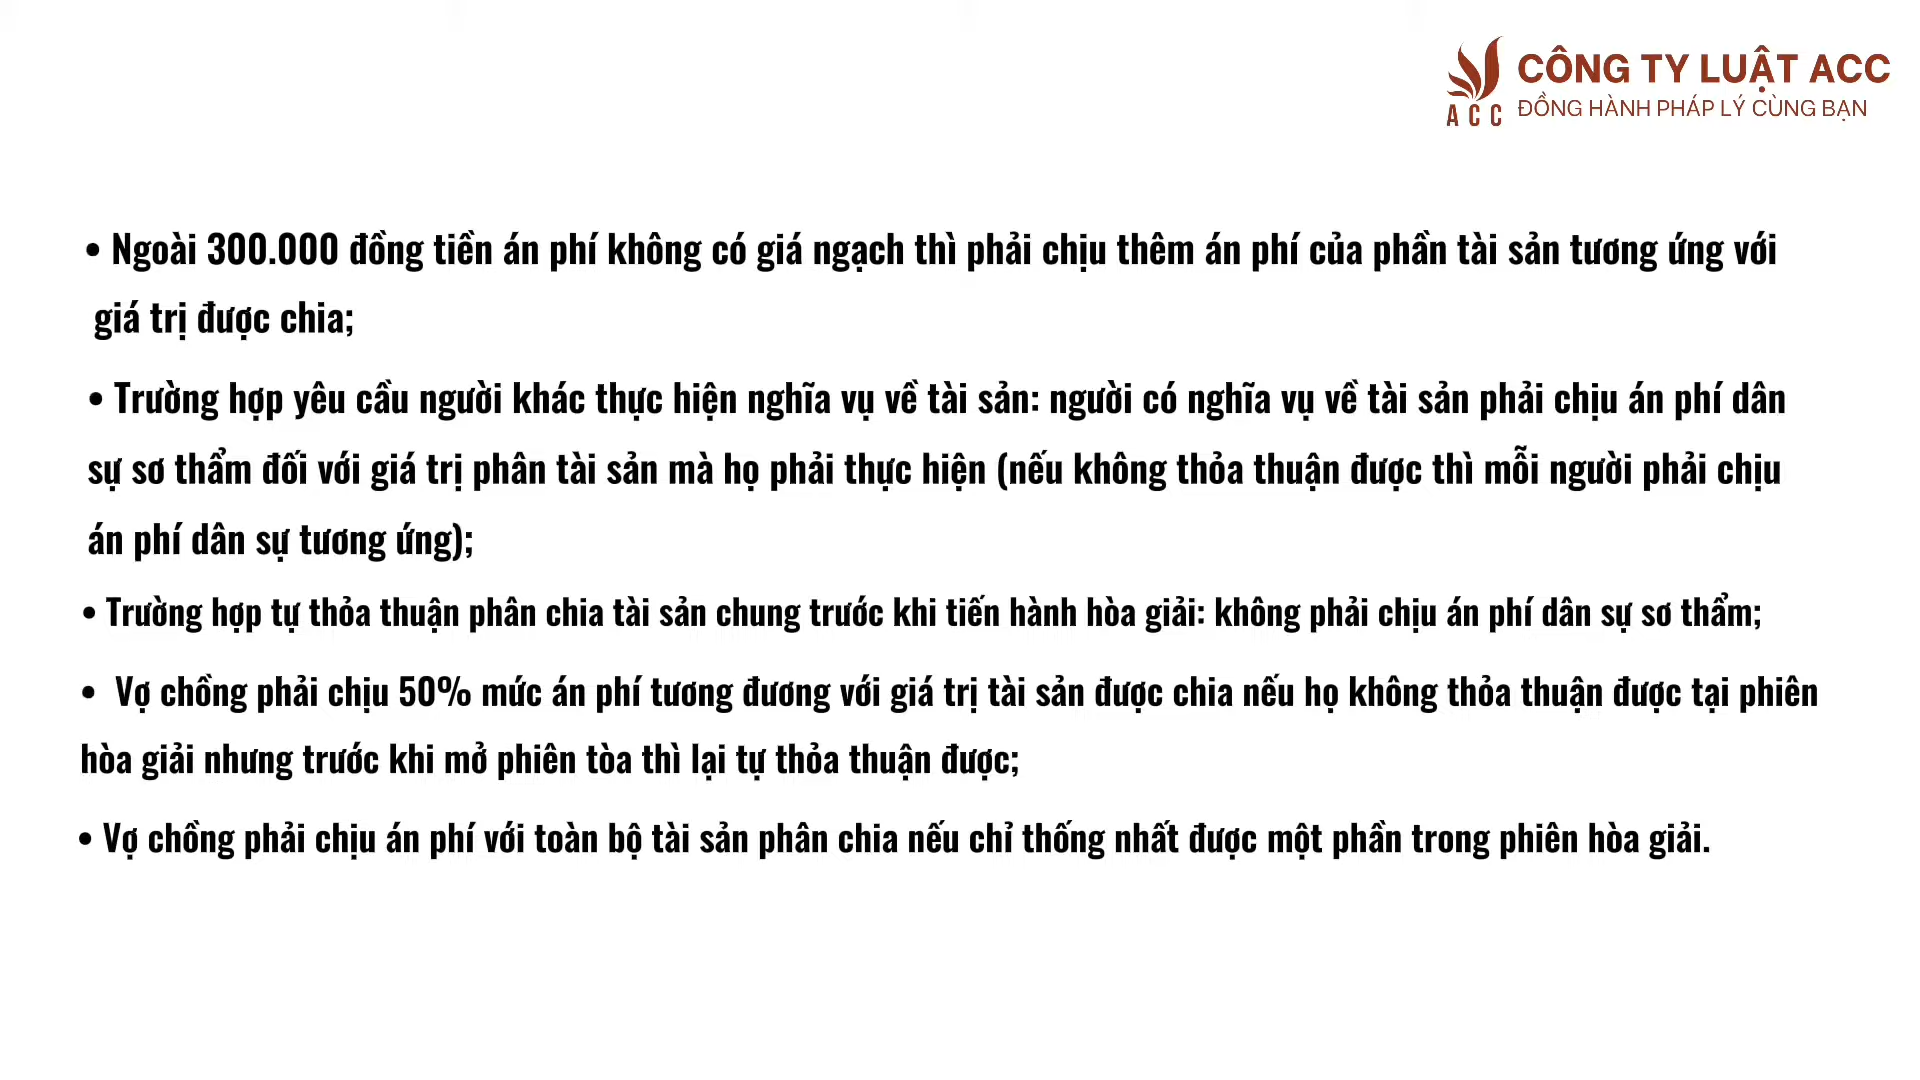 CÔNG TY LUẬT ACC
ACC ĐỒNG HÀNH PHÁP LÝ CÙNG BẠN
• Ngoài 300.000 đồng tiền án phí không có giá ngạch thì phải chịu thêm án phí của phần tài sản tương ứng với
giá trị được chia;
• Trường hợp yêu cầu người khác thực hiện nghĩa vụ về tài sản: người có nghĩa vụ về tài sản phải chịu án phí dân
sự sơ thẩm đối với giá trị phân tài sản mà họ phải thực hiện (nếu không thỏa thuận được thì mỗi người phải chịu
án phí dân sự tương ứng);
• Trường hợp tự thỏa thuận phân chia tài sản chung trước khi tiến hành hòa giải: không phải chịu án phí dân sự sơ thẩm;
• Vợ chồng phải chịu 50% mức án phí tương đương với giá trị tài sản được chia nếu họ không thỏa thuận được tại phiên
hòa giải nhưng trước khi mở phiên tòa thì lại tự thỏa thuận được;
• Vợ chồng phải chịu án phí với toàn bộ tài sản phân chia nếu chỉ thống nhất được một phần trong phiên hòa giải.